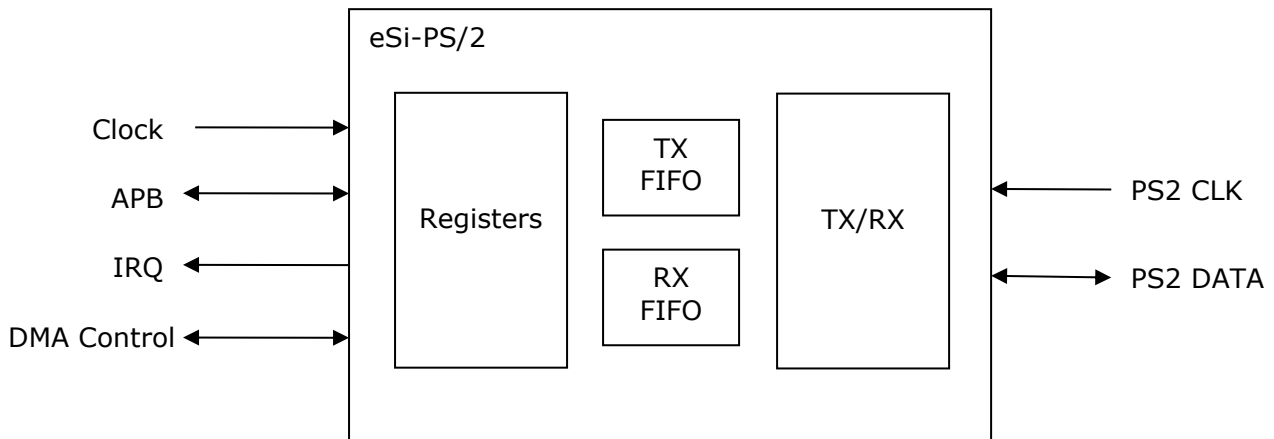 eSi-PS/2
Clock
APB
IRQ
DMA Control
Registers
TX
FIFO
RX
FIFO
TX/RX
PS2 CLK
PS2 DATA